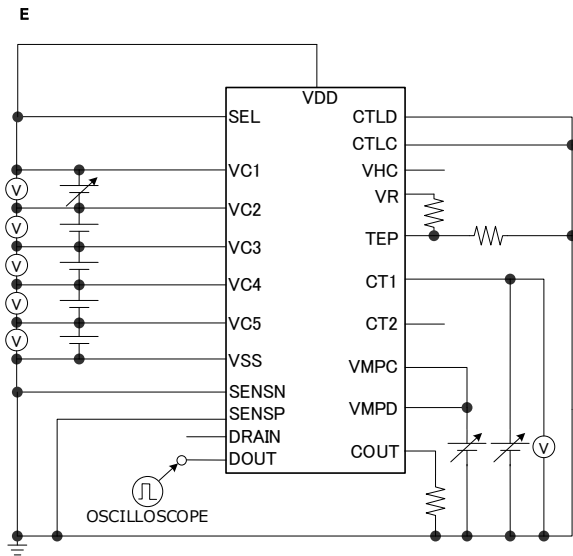 E
VDD
SEL
CTLD
CTLC
VC1
VHC
V
VR
VC2
V
VC3
TEP
V
VC4
CT1
V
VC5
CT2
V
VSS
VMPC
SENSN
SENSP
VMPD
DRAIN
DOUT
COUT
V
OSCILLOSCOPE